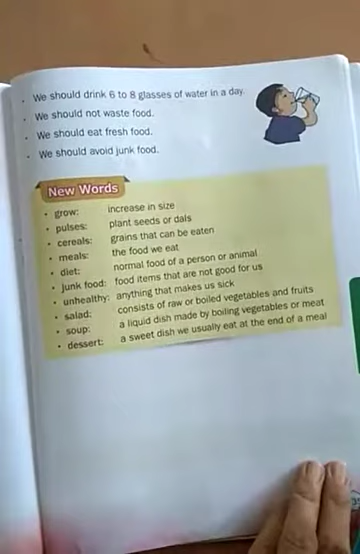 • We should drink 6 to 8 glasses of water in a day.
• We should not waste food.
• We should eat fresh food.
• We should avoid junk food.
New Words
• grow: increase in size
• pulses: plant seeds or dals
• cereals: grains that can be eaten
• meals: the food we eat
• diet: normal food of a person or animal
• junk food: food items that are not good for us
• unhealthy: anything that makes us sick
• salad: consists of raw or boiled vegetables and fruits
• soup: a liquid dish made by boiling vegetables or meat
• dessert: a sweet dish we usually eat at the end of a meal